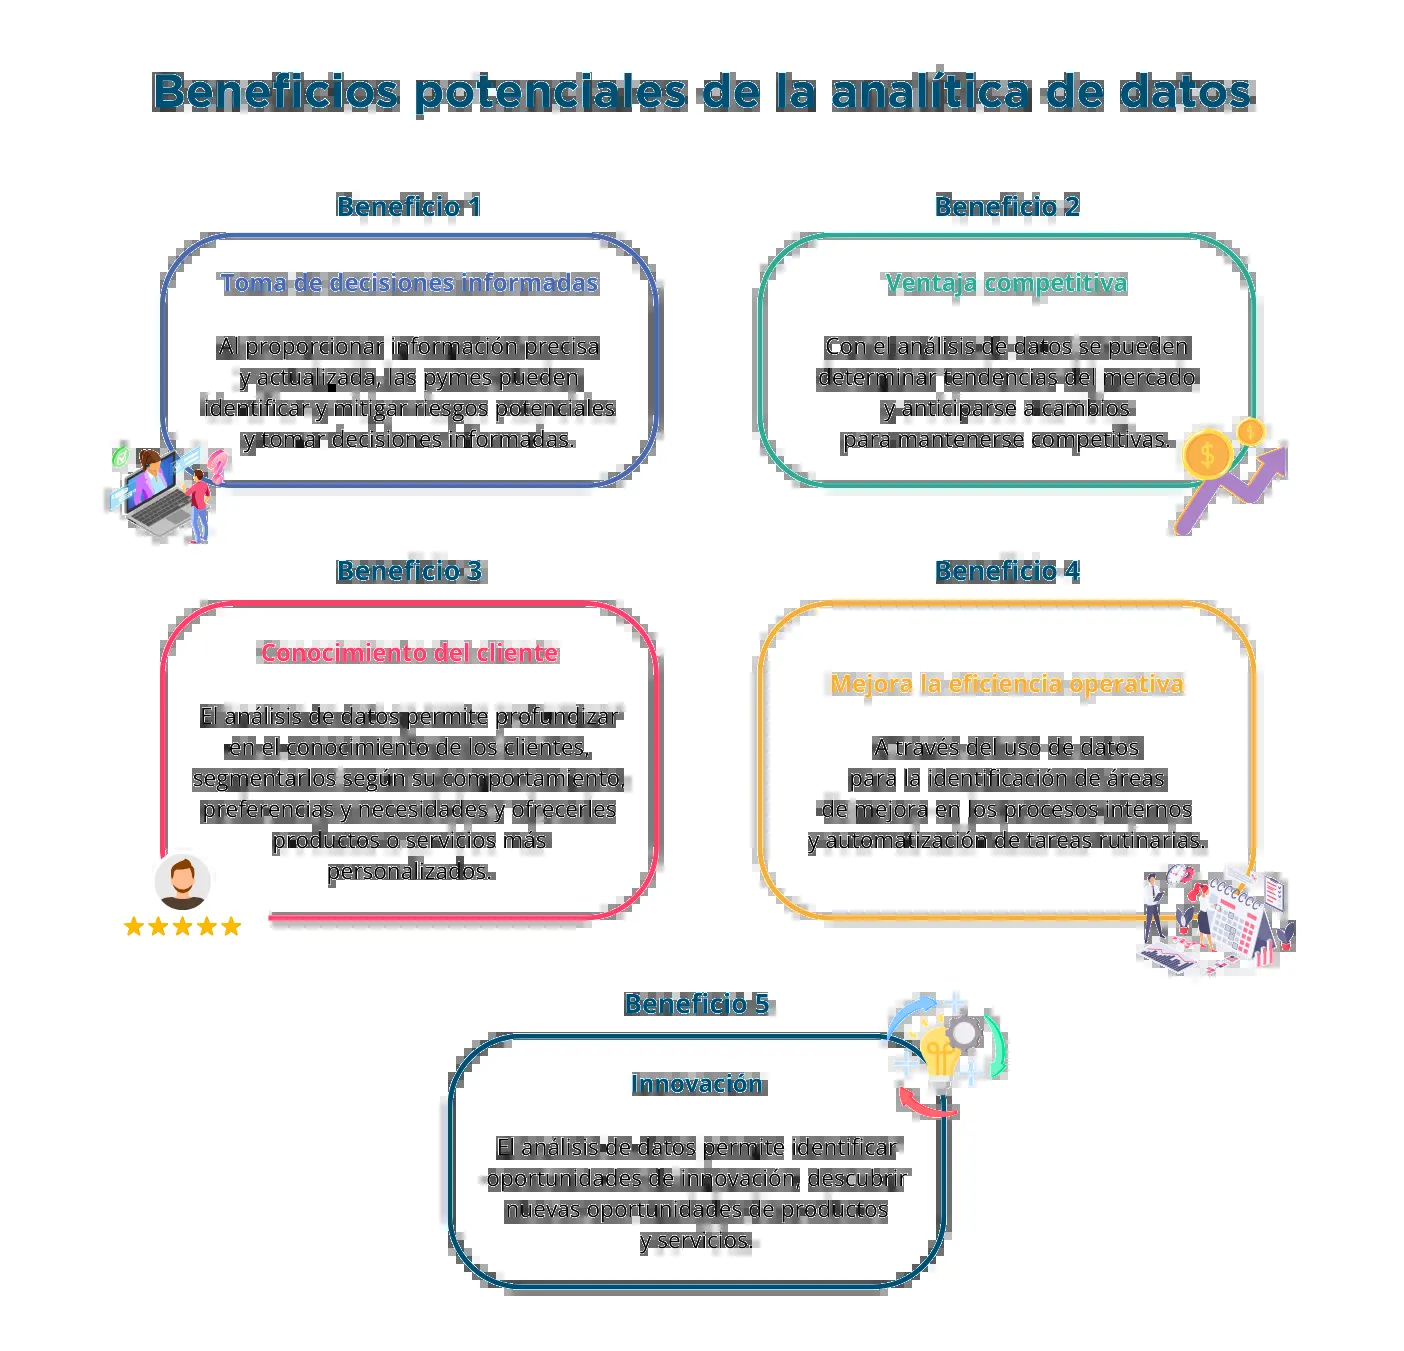 Beneficios potenciales de la analítica de datos
Beneficio 1
Toma de decisiones informadas
Al proporcionar información precisa
y actualizada, las pymes pueden
identificar y mitigar riesgos potenciales
y tomar decisiones informadas.
Beneficio 2
Ventaja competitiva
Con el análisis de datos se pueden
determinar tendencias del mercado
y anticiparse a cambios
para mantenerse competitivas.
Beneficio 3
Conocimiento del cliente
El análisis de datos permite profundizar
en el conocimiento de los clientes,
segmentarlos según su comportamiento,
preferencias y necesidades y ofrecerles
productos o servicios más
personalizados.
Beneficio 4
Mejora la eficiencia operativa
A través del uso de datos
para la identificación de áreas
de mejora en los procesos internos
y automatización de tareas rutinarias.
Beneficio 5
Innovación
El análisis de datos permite identificar
oportunidades de innovación, descubrir
nuevas oportunidades de productos
y servicios.